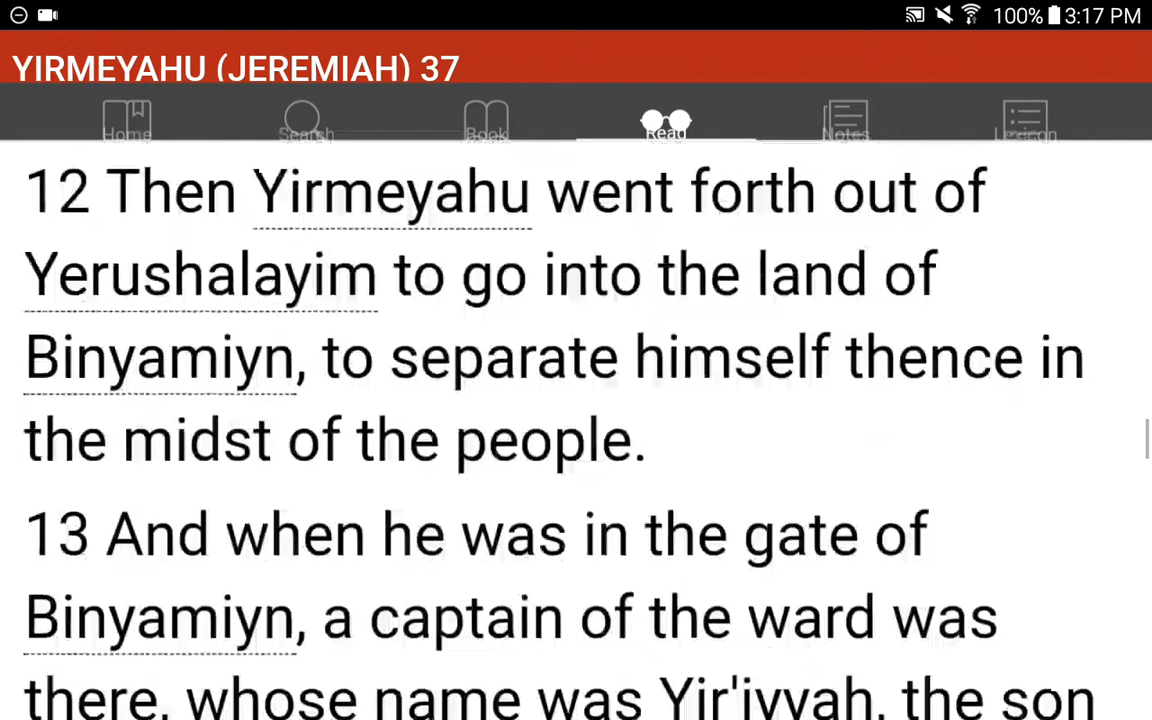 100% 3:17 PM
YIRMEYAHU (JEREMIAH) 37
Home Search Book Read Notes Lexicon
12 Then Yirmeyahu went forth out of
Yerushalayim to go into the land of
Binyamiyn, to separate himself thence in
the midst of the people.
13 And when he was in the gate of
Binyamiyn, a captain of the ward was
there, whose name was Yir'iyyah, the son